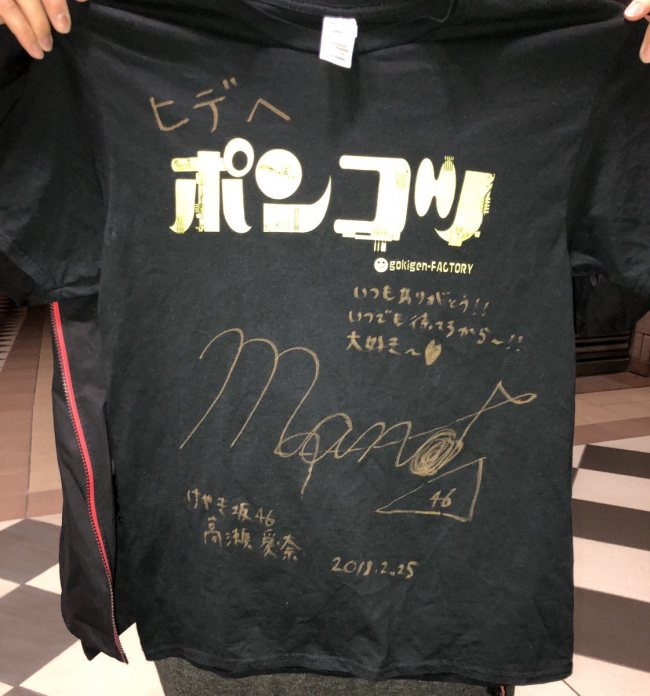 ヒデへ
ポンコツ
gokigen-FACTORY
いつもありがとう!!
いつでも待ってるから〜!!
大好き〜♥
Mana
46
けやき坂46
高瀬愛奈
2018.2.25